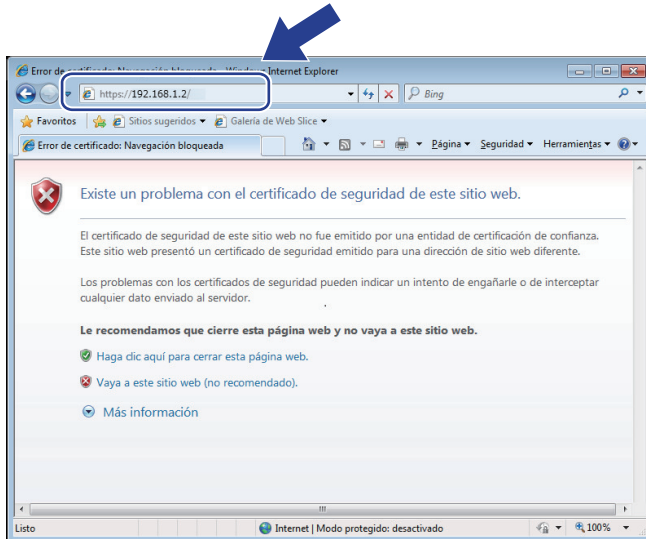 Error de certificado: Navegación bloqueada - Windows Internet Explorer
https://192.168.1.2/
Bing
Favoritos Sitios sugeridos Galería de Web Slice
Error de certificado: Navegación bloqueada Página Seguridad Herramientas
Existe un problema con el certificado de seguridad de este sitio web.
El certificado de seguridad de este sitio web no fue emitido por una entidad de certificación de confianza.
Este sitio web presentó un certificado de seguridad emitido para una dirección de sitio web diferente.
Los problemas con los certificados de seguridad pueden indicar un intento de engañarle o de interceptar
cualquier dato enviado al servidor.
Le recomendamos que cierre esta página web y no vaya a este sitio web.
Haga clic aquí para cerrar esta página web.
Vaya a este sitio web (no recomendado).
Más información
Listo Internet | Modo protegido: desactivado 100%